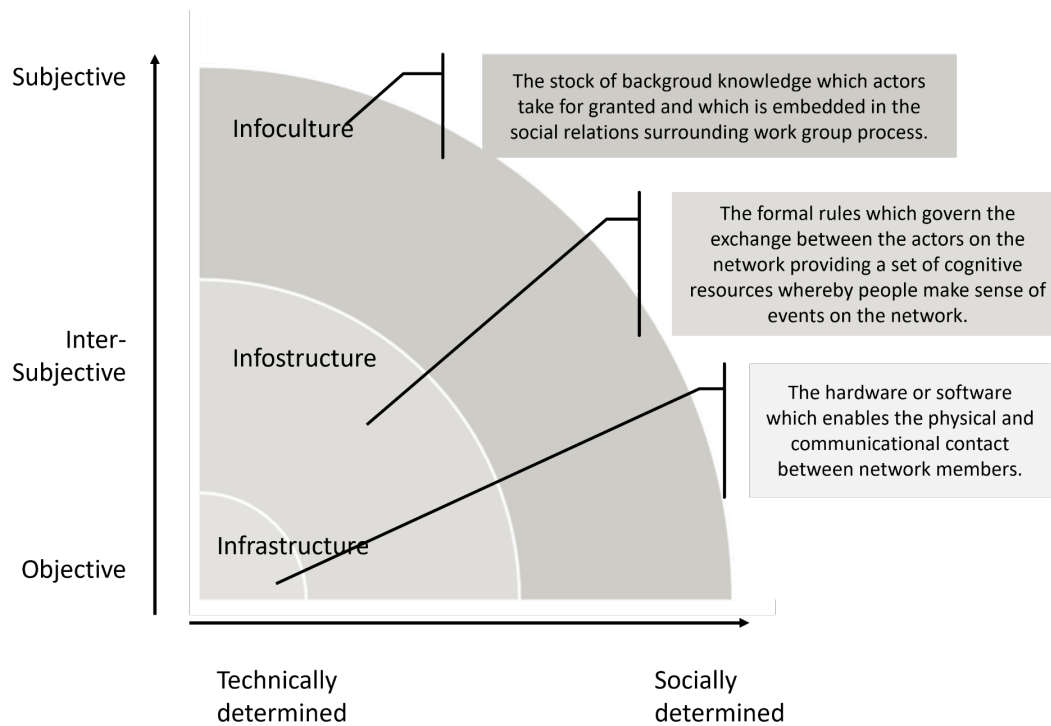 Subjective
Infoculture
The stock of backgroud knowledge which actors
take for granted and which is embedded in the
social relations surrounding work group process.
The formal rules which govern the
exchange between the actors on the
network providing a set of cognitive
resources whereby people make sense of
events on the network.
Inter-
Subjective
Infostructure
The hardware or software
which enables the physical and
communicational contact
between network members.
Infrastructure
Objective
Technically
determined
Socially
determined